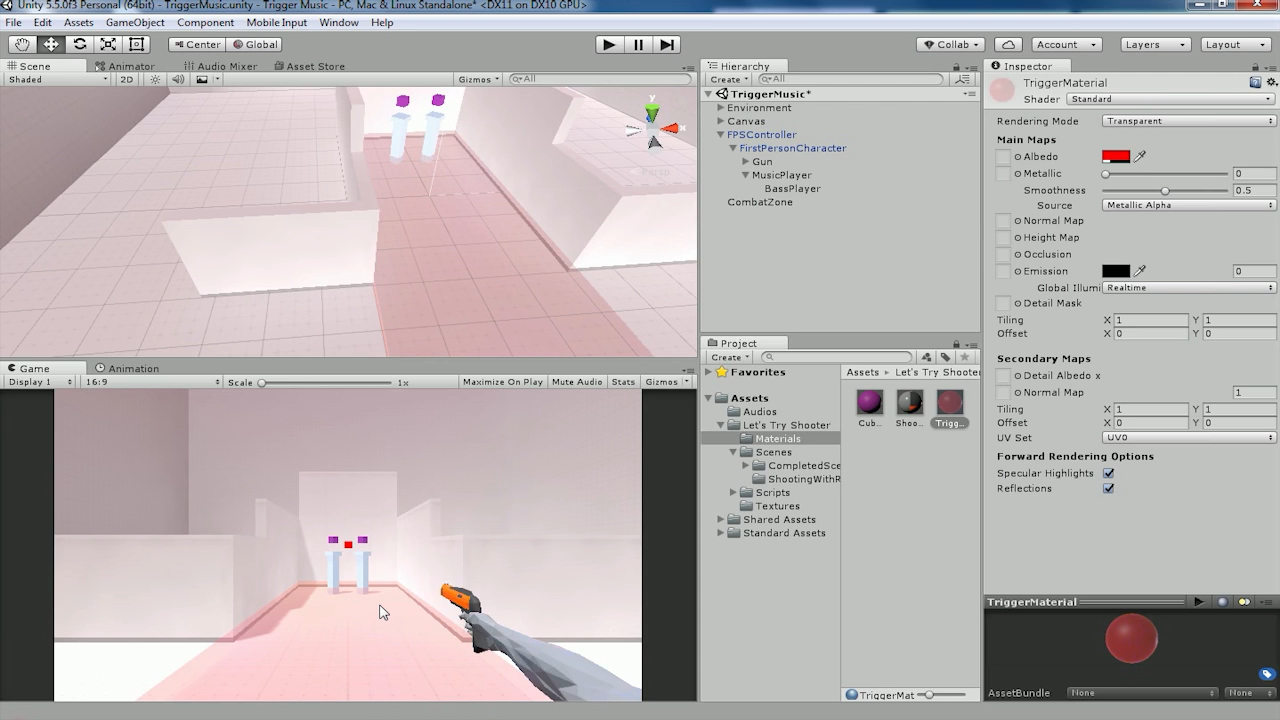 Unity 5.5.0f3 Personal (64bit) - TriggerMusic.unity - Trigger Music - PC, Mac & Linux Standalone* <DX11 on DX10 GPU>
File Edit Assets GameObject Component Mobile Input Window Help
Center Global Collab Account Layers Layout
Scene Animator Audio Mixer Asset Store
Shaded 2D Gizmos All
y
x
Persp
Hierarchy
Create All
TriggerMusic*
Environment
Canvas
FPSController
FirstPersonCharacter
Gun
MusicPlayer
BassPlayer
CombatZone
Inspector
TriggerMaterial
Shader Standard
Rendering Mode Transparent
Main Maps
Albedo
Metallic 0
Smoothness 0.5
Source Metallic Alpha
Normal Map
Height Map
Occlusion
Emission 0
Global Illumi Realtime
Detail Mask
Tiling X 1 Y 1
Offset X 0 Y 0
Secondary Maps
Detail Albedo x
Normal Map 1
Tiling X 1 Y 1
Offset X 0 Y 0
UV Set UV0
Forward Rendering Options
Specular Highlights
Reflections
Game Animation
Display 1 16:9 Scale 1x Maximize On Play Mute Audio Stats Gizmos
Project
Create
Favorites
Assets
Audios
Let's Try Shooter
Materials
Scenes
CompletedSce
ShootingWithR
Scripts
Textures
Shared Assets
Standard Assets
Assets Let's Try Shooter
Cub... Shoo... Trigg...
TriggerMat
TriggerMaterial
AssetBundle None None